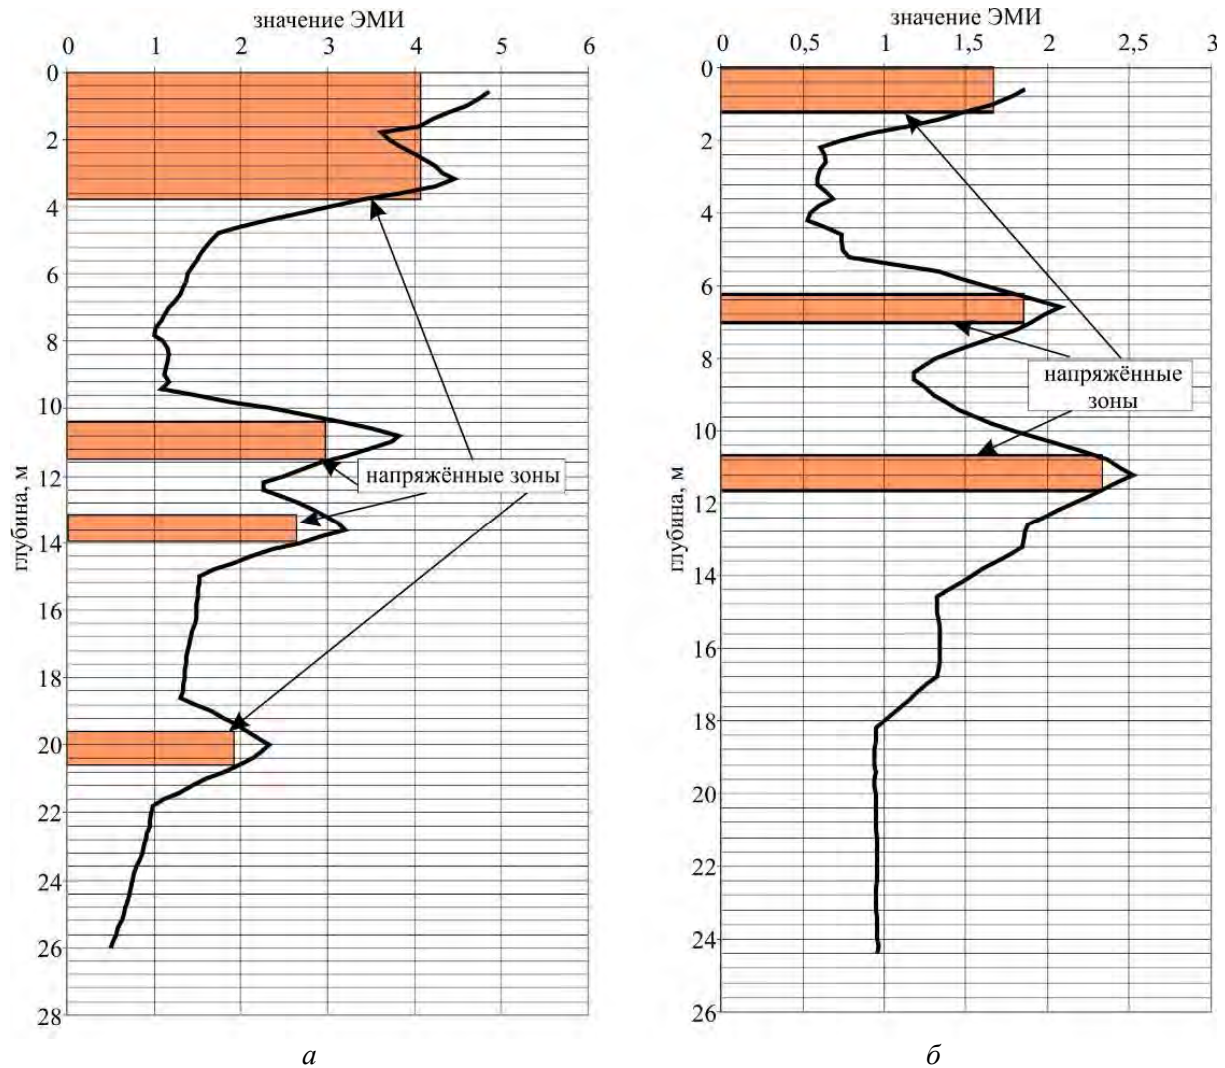 значение ЭМИ
0 1 2 3 4 5 6
0
2
4
6
8
10
12
14
16
18
20
22
24
26
28
глубина, м
напряжённые зоны
а
значение ЭМИ
0 0,5 1 1,5 2 2,5 3
0
2
4
6
8
10
12
14
16
18
20
22
24
26
глубина, м
напряжённые
зоны
б